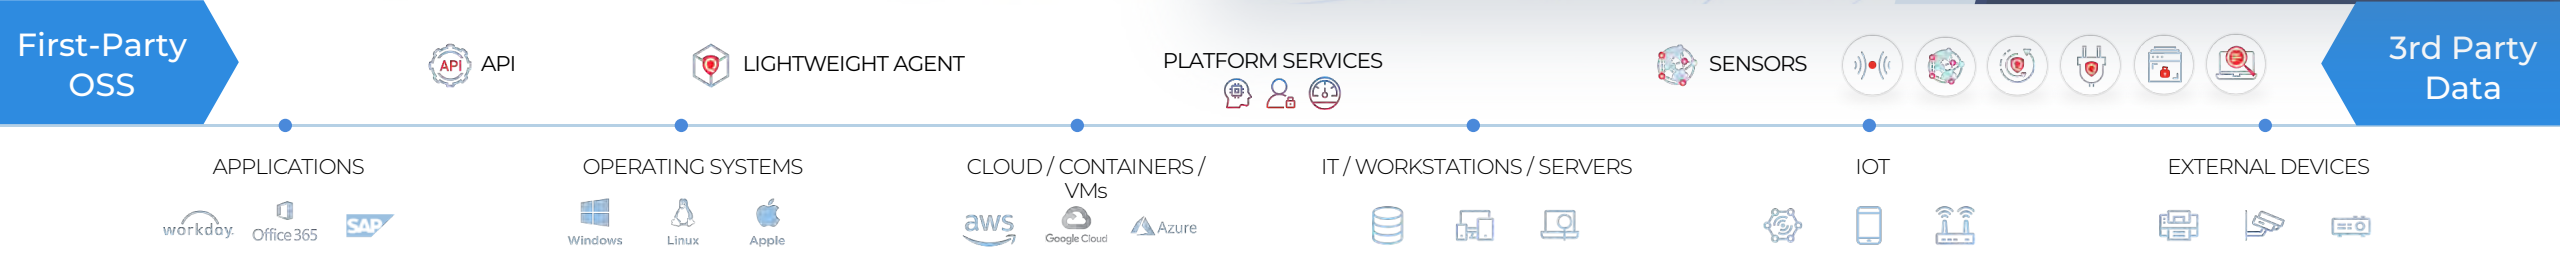 First-Party
OSS
API
API
LIGHTWEIGHT AGENT
PLATFORM SERVICES
SENSORS
3rd Party
Data
APPLICATIONS
workday.
Office 365
SAP
OPERATING SYSTEMS
Windows
Linux
Apple
CLOUD / CONTAINERS /
VMs
aws
Google Cloud
Azure
IT / WORKSTATIONS / SERVERS
IOT
EXTERNAL DEVICES